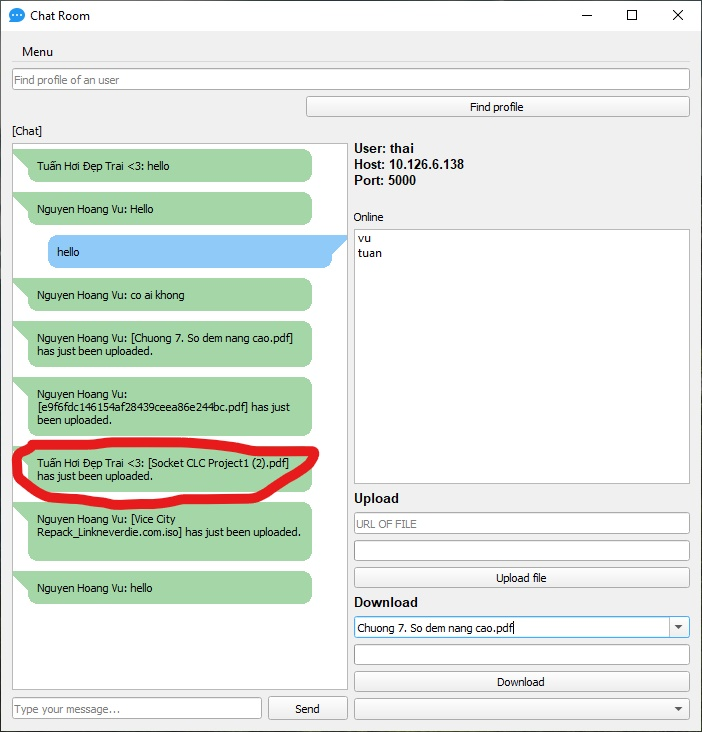 Chat Room
Menu
Find profile of an user
Find profile
[Chat]
Tuấn Hơi Đẹp Trai <3: hello
Nguyen Hoang Vu: Hello
hello
Nguyen Hoang Vu: co ai khong
Nguyen Hoang Vu: [Chuong 7. So dem nang cao.pdf]
has just been uploaded.
Nguyen Hoang Vu:
[e9f6fdc146154af28439ceea86e244bc.pdf] has just
been uploaded.
Tuấn Hơi Đẹp Trai <3: [Socket CLC Project1 (2).pdf]
has just been uploaded.
Nguyen Hoang Vu: [Vice City
Repack_Linkneverdie.com.iso] has just been uploaded.
Nguyen Hoang Vu: hello
Type your message...
Send
User: thai
Host: 10.126.6.138
Port: 5000
Online
vu
tuan
Upload
URL OF FILE
Upload file
Download
Chuong 7. So dem nang cao.pdf
Download